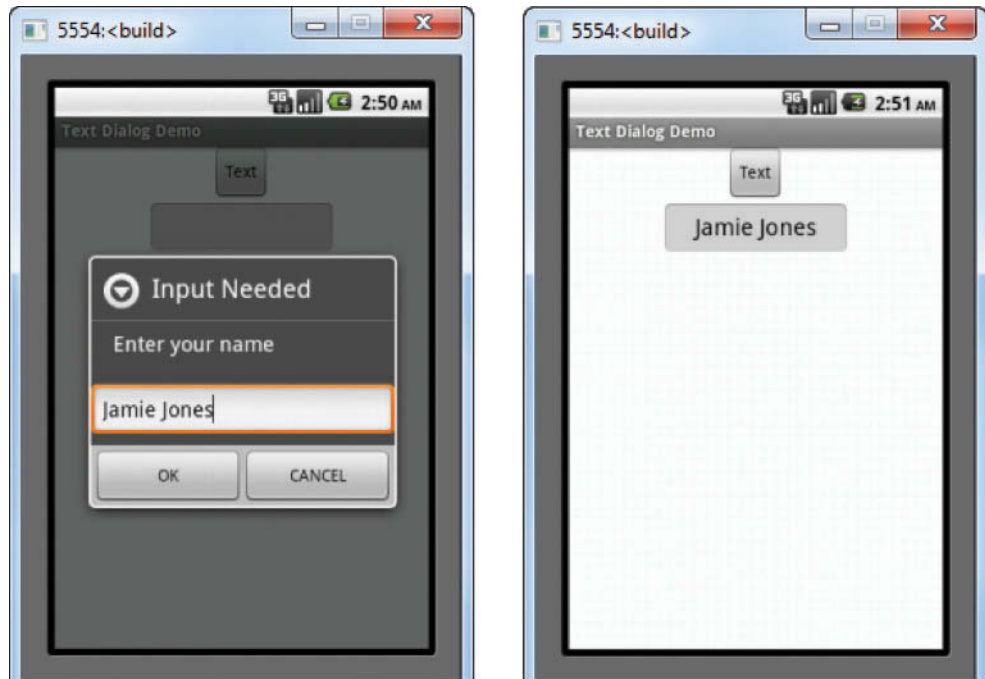 5554:<build>
2:50 AM
Text Dialog Demo
Text
Input Needed
Enter your name
Jamie Jones
OK
CANCEL
5554:<build>
2:51 AM
Text Dialog Demo
Text
Jamie Jones